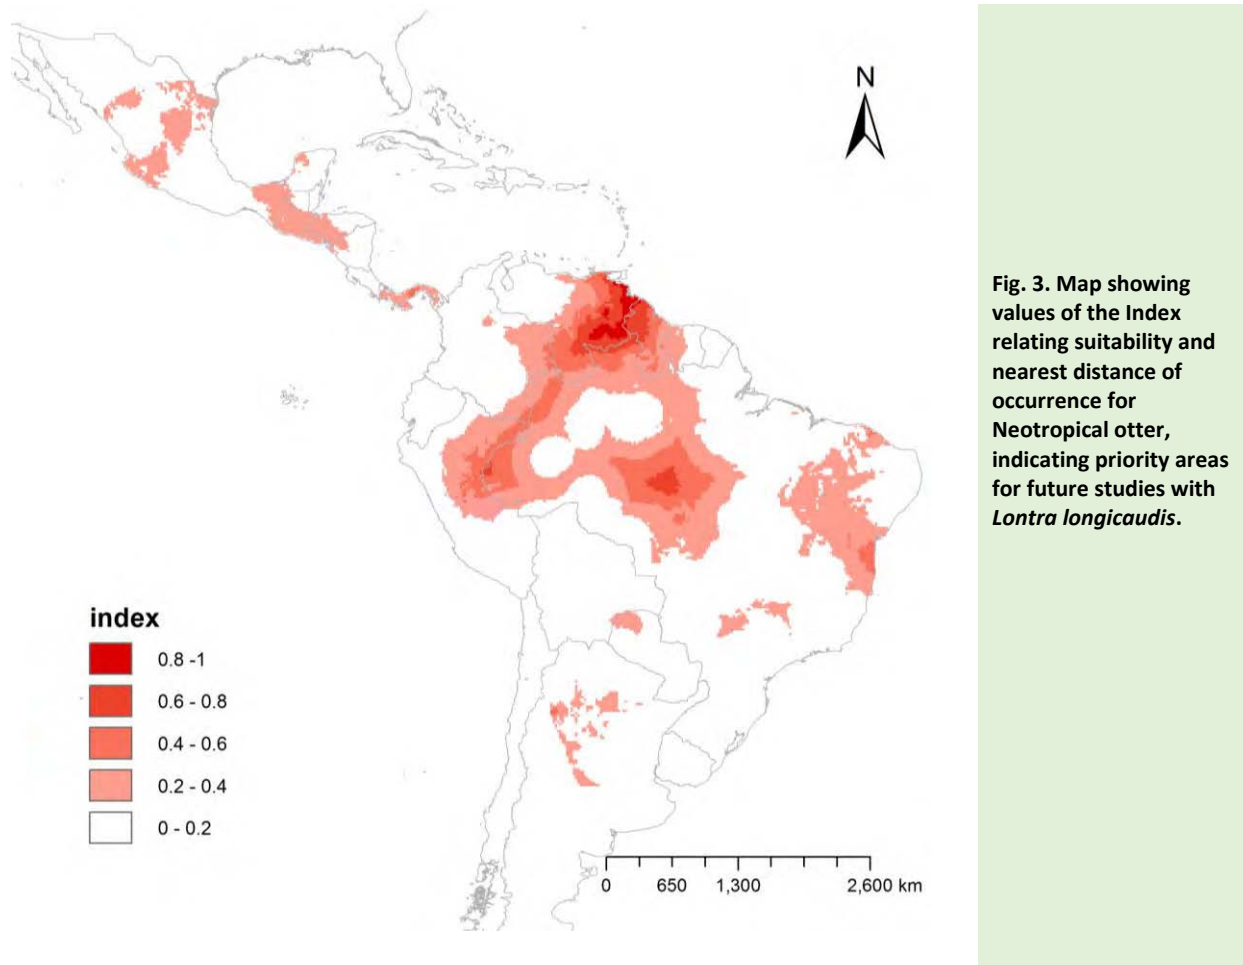 N
Fig. 3. Map showing
values of the Index
relating suitability and
nearest distance of
occurrence for
Neotropical otter,
indicating priority areas
for future studies with
Lontra longicaudis.
index
0.8 -1
0.6 - 0.8
0.4 - 0.6
0.2 - 0.4
0 - 0.2
0 650 1,300 2,600 km